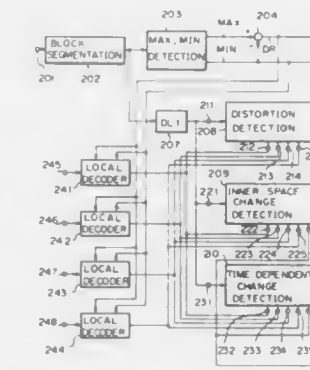 203
204
MAX
BLOCK
SEGMENTATION
MAX, MIN
DETECTION
MIN
DR
201
202
211
DL 1
208
DISTORTION
DETECTION
207
212
245
LOCAL
DECODER
213
214
241
209
221
INNER SPACE
CHANGE
DETECTION
246
LOCAL
DECODER
222
242
223
224
225
210
247
LOCAL
DECODER
TIME DEPENDENT
CHANGE
DETECTION
243
231
248
LOCAL
DECODER
244
232
233
234